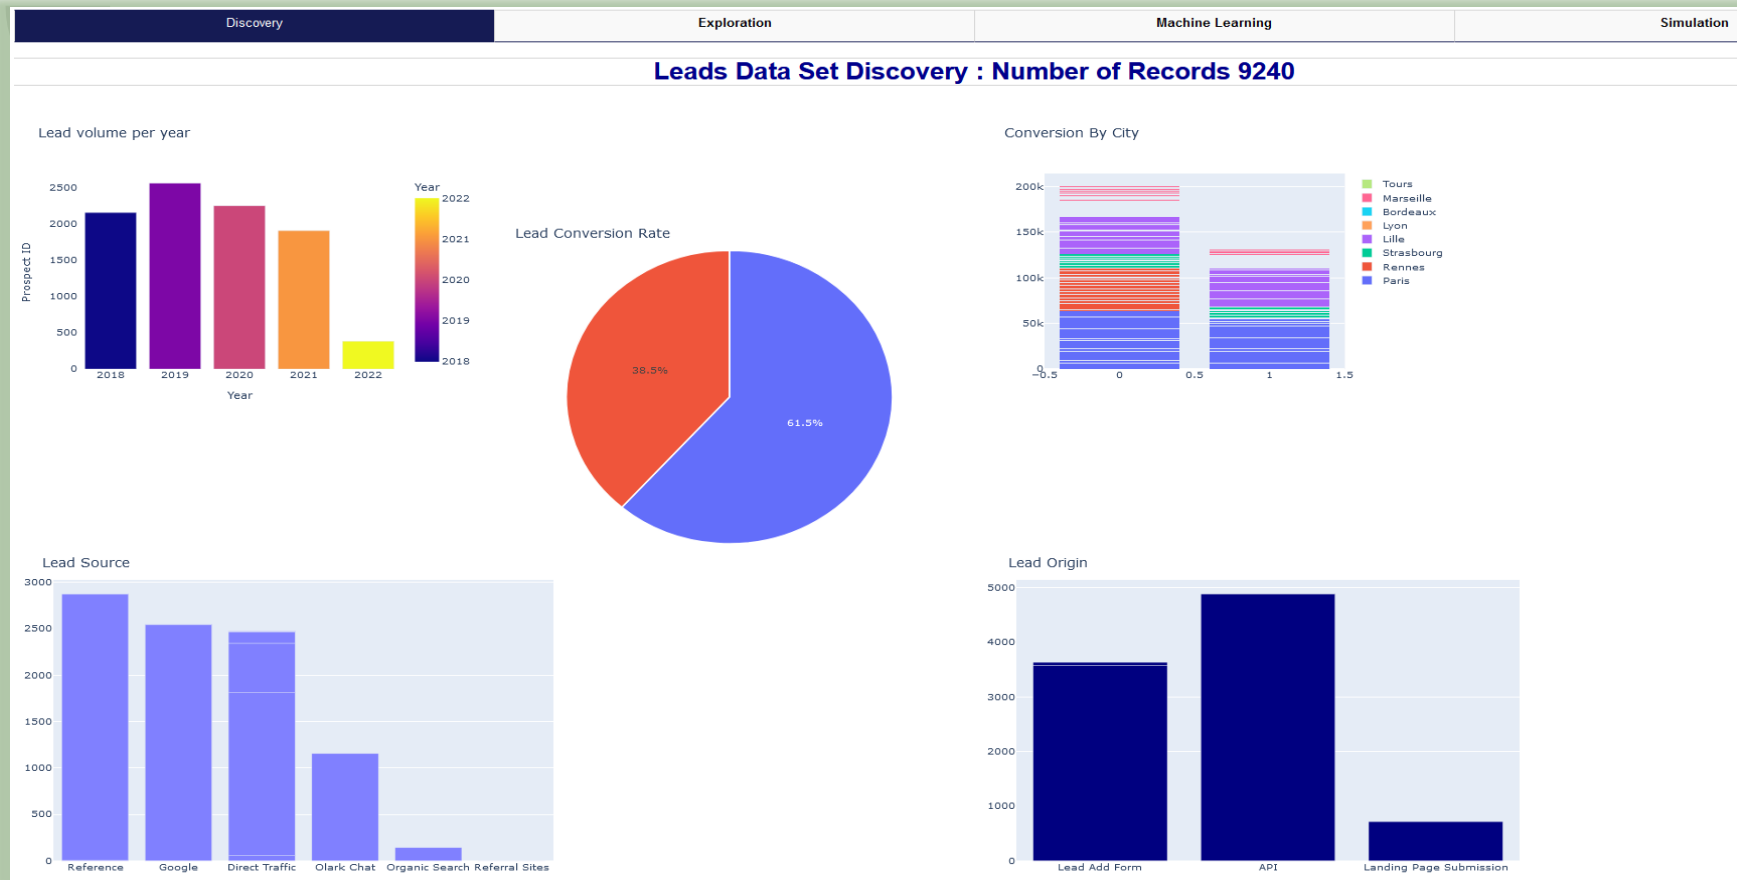 Discovery
Exploration
Machine Learning
Simulation
Leads Data Set Discovery : Number of Records 9240
Lead volume per year
2500
2000
1500
1000
500
0
Prospect ID
2018
2019
2020
2021
2022
Year
Year
2022
2021
2020
2019
2018
Lead Conversion Rate
38.5%
61.5%
Conversion By City
200k
150k
100k
50k
0
−0.5
0
0.5
1
1.5
Tours
Marseille
Bordeaux
Lyon
Lille
Strasbourg
Rennes
Paris
Lead Source
3000
2500
2000
1500
1000
500
0
Reference
Google
Direct Traffic
Olark Chat
Organic Search
Referral Sites
Lead Origin
5000
4000
3000
2000
1000
0
Lead Add Form
API
Landing Page Submission